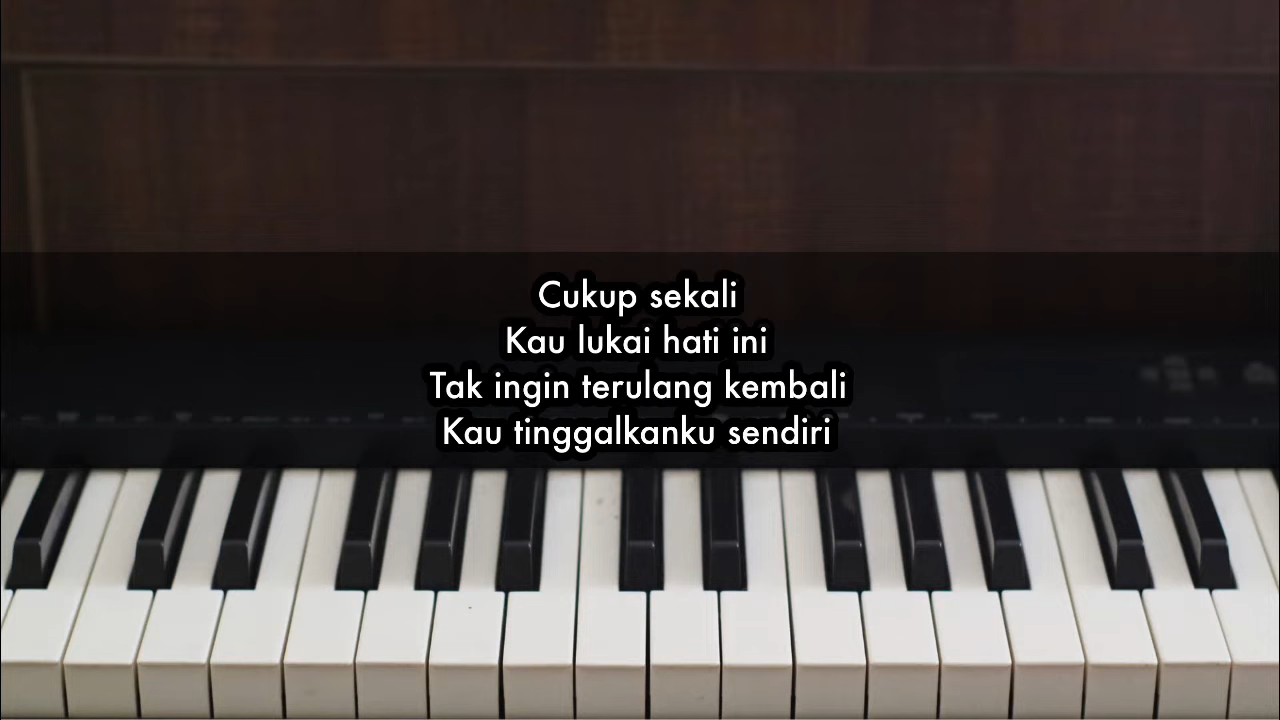 Cukup sekali
Kau lukai hati ini
Tak ingin terulang kembali
Kau tinggalkanku sendiri